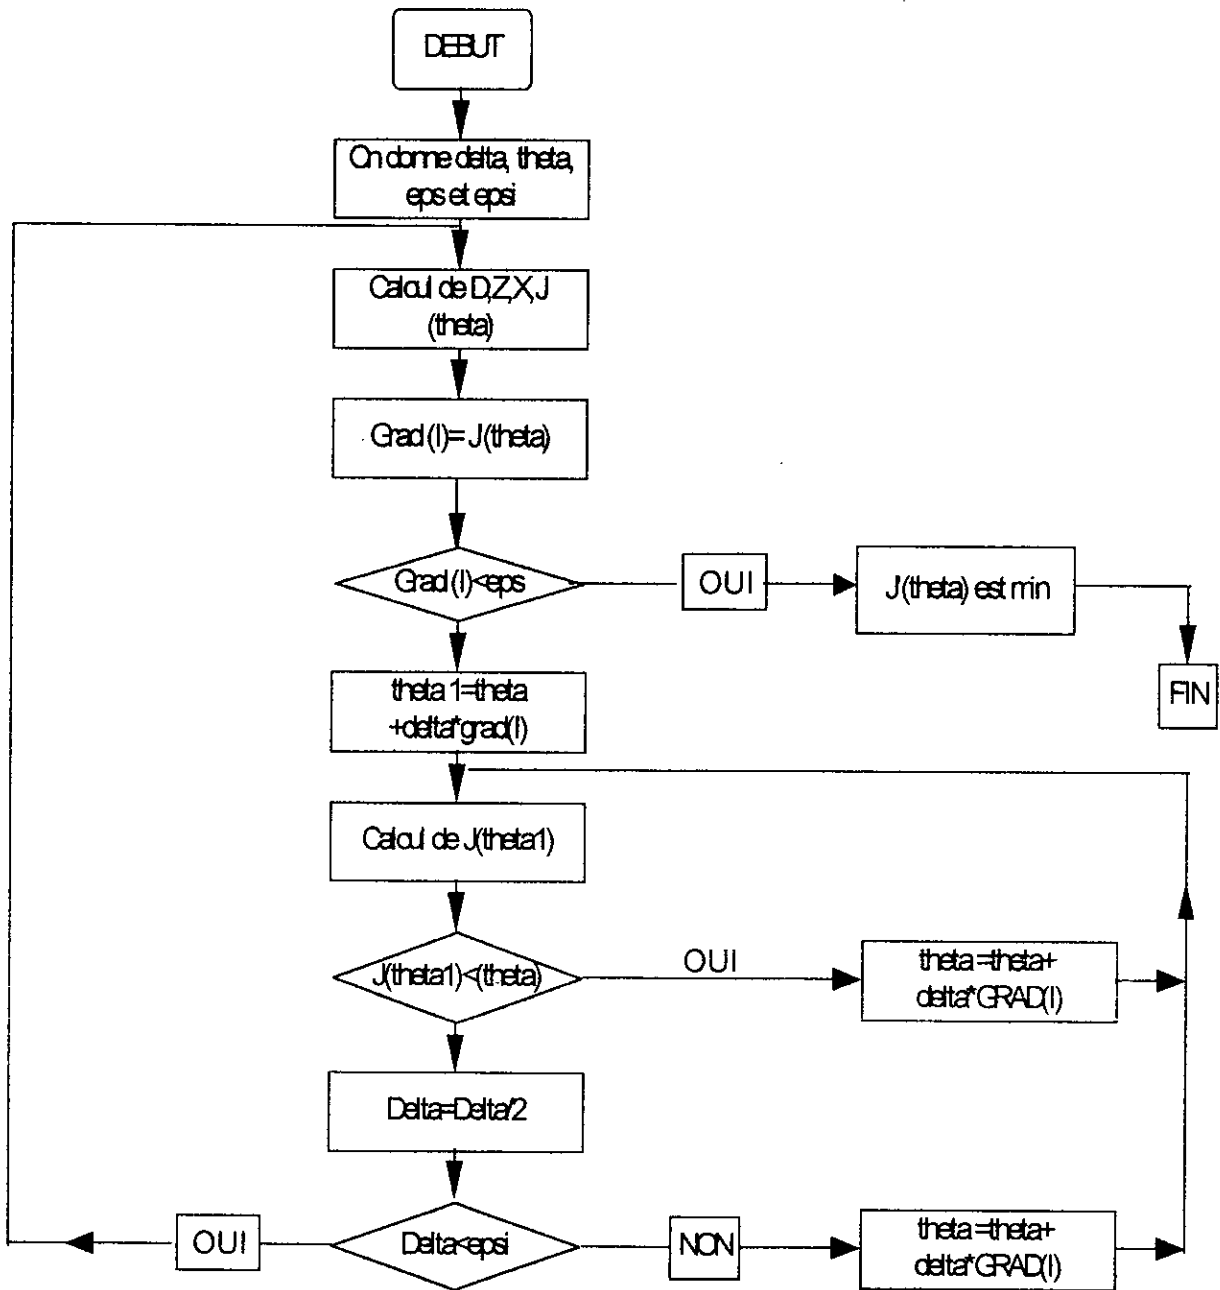 DEBUT
On donne delta, theta,
eps et epsi
Calcul de D,Z,X,J
(theta)
Grad (I)= J'(theta)
Grad (I)<eps
OUI
J'(theta) est min
FIN
theta 1=theta
+delta*grad(I)
Calcul de J(theta1)
J(theta1)<(theta)
OUI
theta =theta+
delta*GRAD(I)
Delta=Delta/2
Delta<epsi
OUI
NON
theta =theta+
delta*GRAD(I)